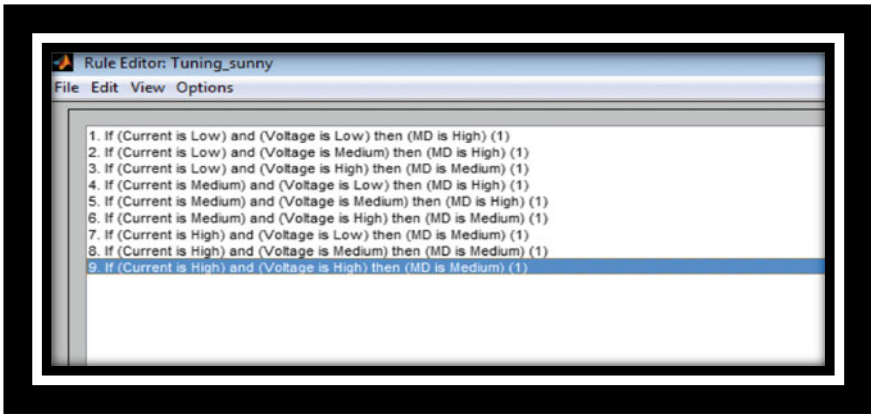 Rule Editor: Tuning_sunny
File Edit View Options
1. If (Current is Low) and (Voltage is Low) then (MD is High) (1)
2. If (Current is Low) and (Voltage is Medium) then (MD is High) (1)
3. If (Current is Low) and (Voltage is High) then (MD is Medium) (1)
4. If (Current is Medium) and (Voltage is Low) then (MD is High) (1)
5. If (Current is Medium) and (Voltage is Medium) then (MD is High) (1)
6. If (Current is Medium) and (Voltage is High) then (MD is Medium) (1)
7. If (Current is High) and (Voltage is Low) then (MD is Medium) (1)
8. If (Current is High) and (Voltage is Medium) then (MD is Medium) (1)
9. If (Current is High) and (Voltage is High) then (MD is Medium) (1)